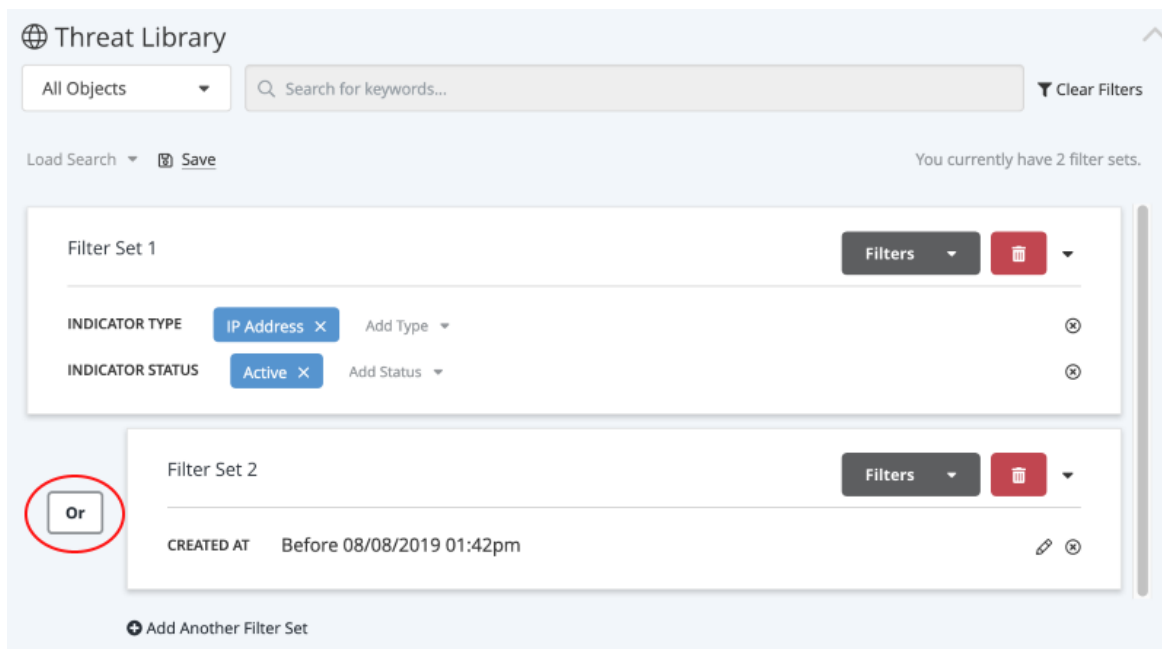 Threat Library
All Objects
Search for keywords...
Clear Filters
Load Search
Save
You currently have 2 filter sets.
Filter Set 1
Filters
INDICATOR TYPE
IP Address
Add Type
INDICATOR STATUS
Active
Add Status
Filter Set 2
Filters
Or
CREATED AT
Before 08/08/2019 01:42pm
Add Another Filter Set